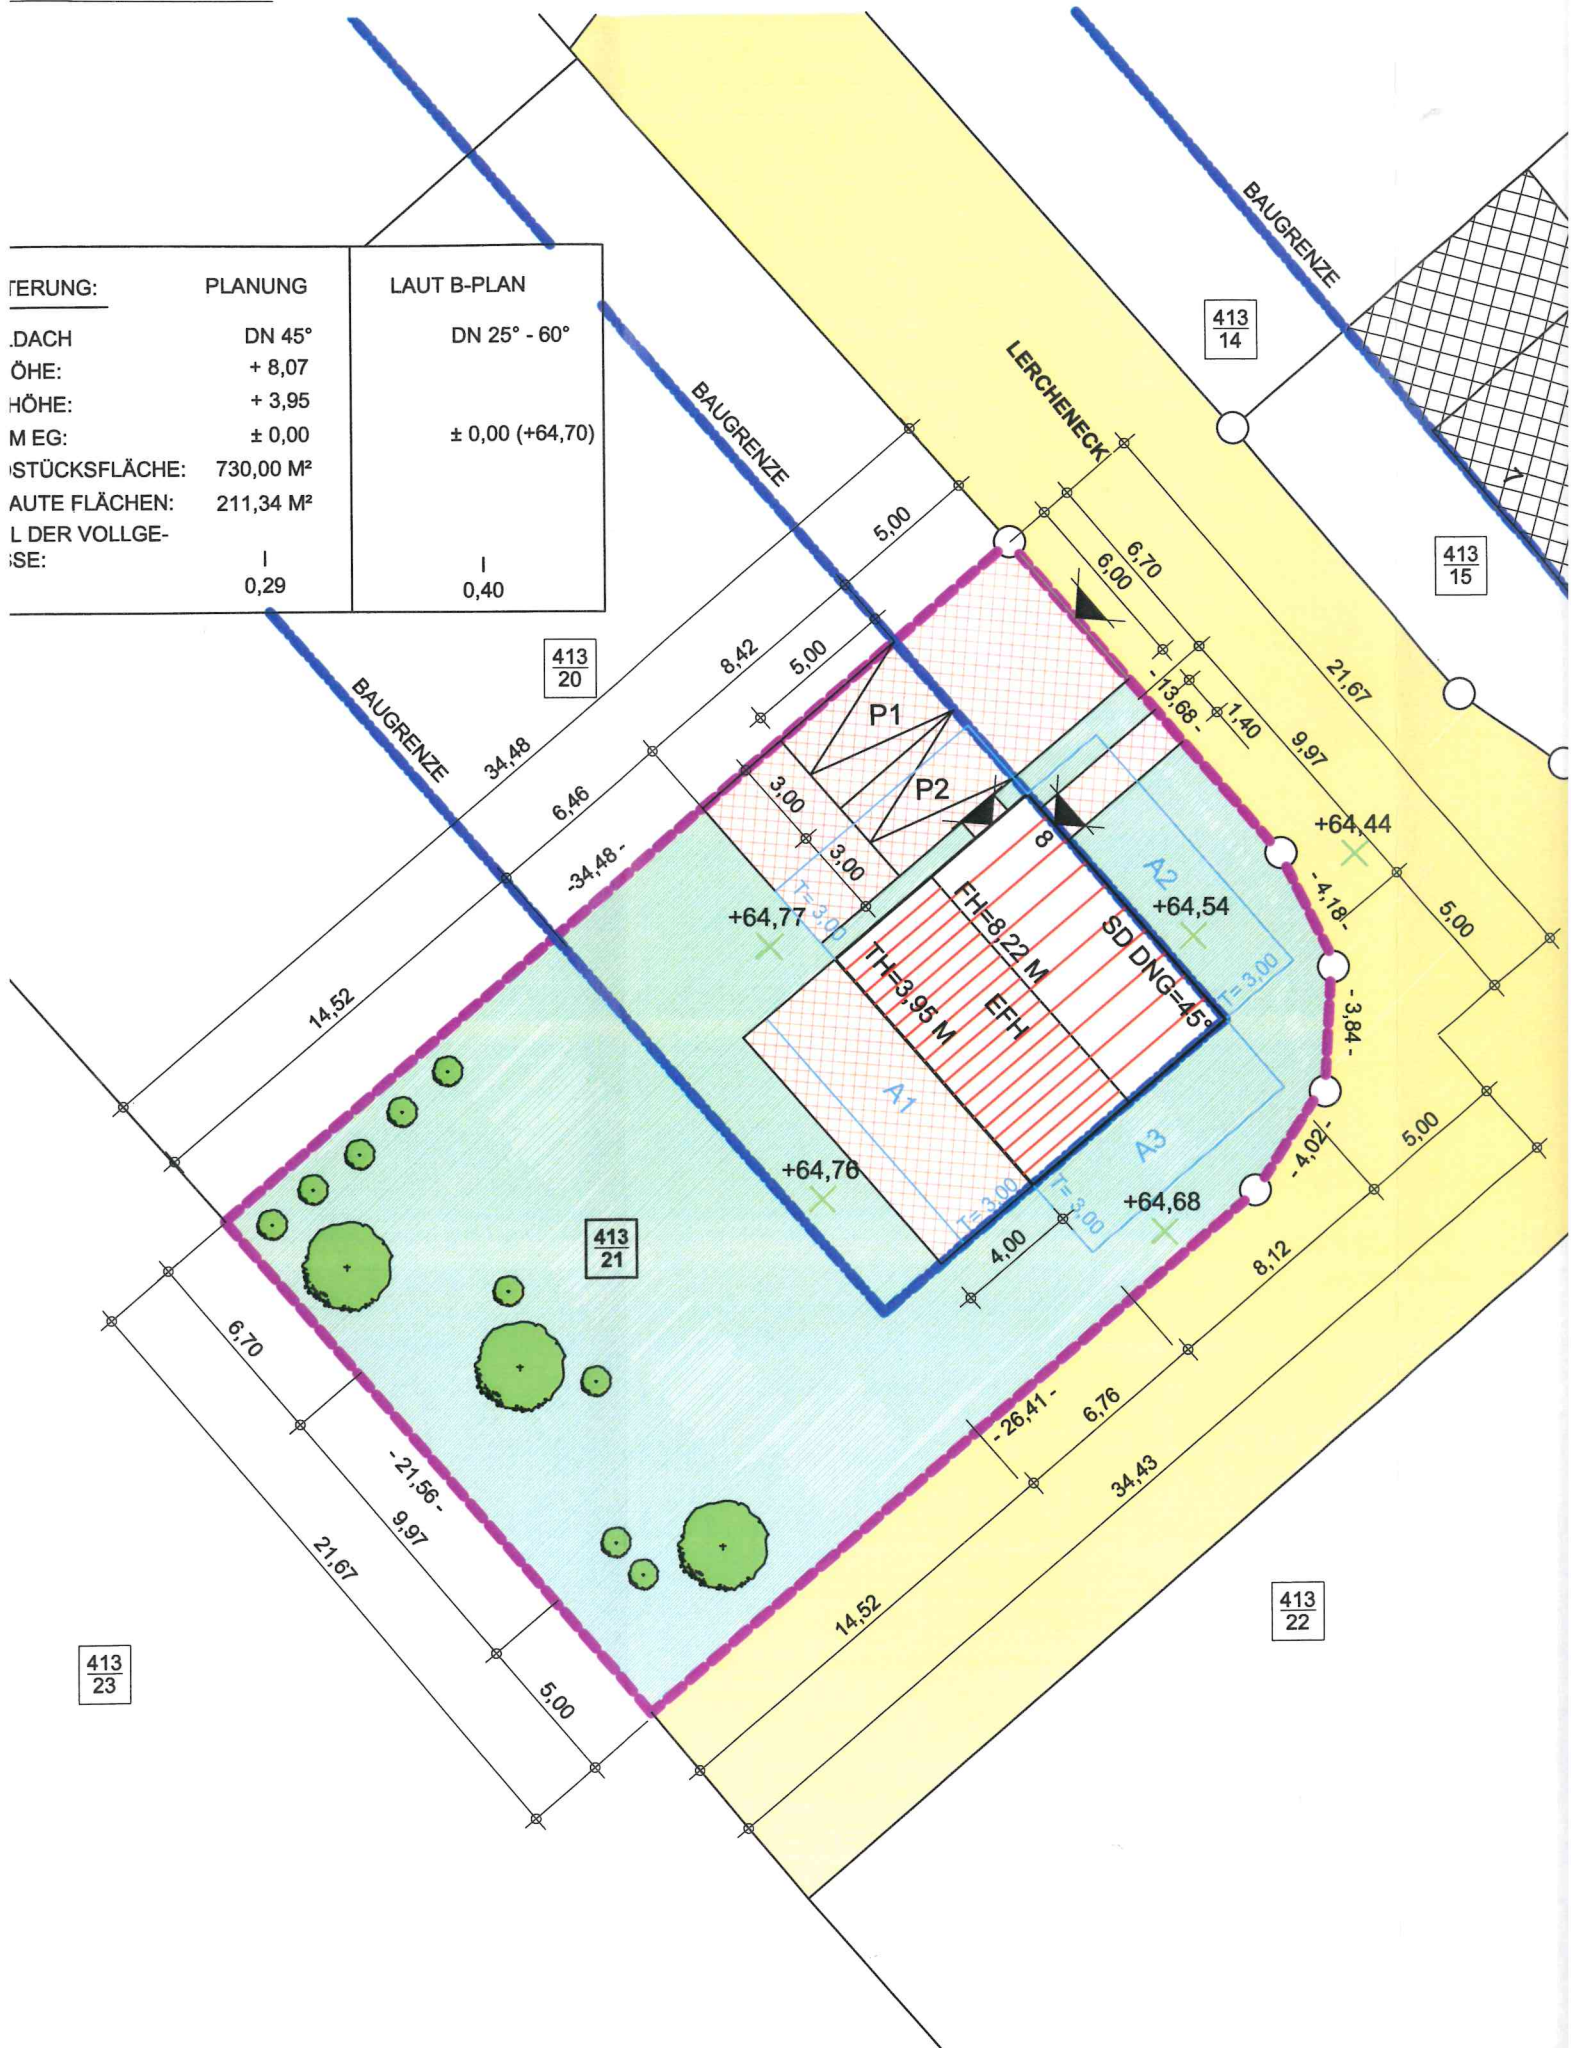 TERUNG: PLANUNG LAUT B-PLAN
.DACH DN 45° DN 25° - 60°
ÖHE: + 8,07
HÖHE: + 3,95
M EG: ± 0,00 ± 0,00 (+64,70)
STÜCKSFLÄCHE: 730,00 M²
AUTE FLÄCHEN: 211,34 M²
L DER VOLLGE-
SSE: I I
0,29 0,40
BAUGRENZE
BAUGRENZE
BAUGRENZE
LERCHENECK
413
14
413
15
7
413
20
413
21
413
22
413
23
5,00
8,42
5,00
34,48
6,46
-34,48-
14,52
6,70
6,00
21,67
-13,68-
1,40
9,97
+64,44
-4,18-
5,00
-3,84-
-4,02-
5,00
P1
P2
3,00
3,00
T= 3,00
+64,77
8
A2
+64,54
FH=8,22 M
SD DNG=45°
T= 3,00
TH=3,95 M
EFH
A1
A3
+64,76
T= 3,00
T= 3,00
+64,68
4,00
8,12
-26,41-
6,76
34,43
14,52
6,70
-21,56-
9,97
21,67
5,00